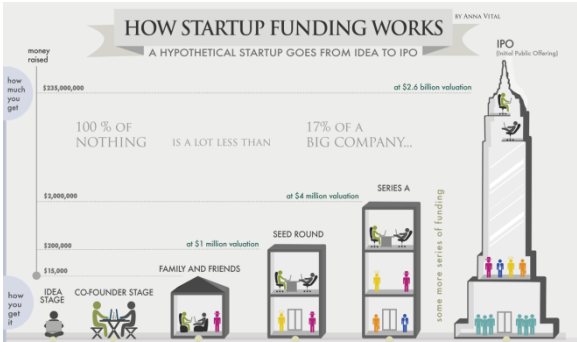 HOW STARTUP FUNDING WORKS
BY ANNA VITAL
A HYPOTHETICAL STARTUP GOES FROM IDEA TO IPO
money
raised
how
much
you
get
$235,000,000
at $2.6 billion valuation
IPO
(Initial Public Offering)
100 % OF
NOTHING
IS A LOT LESS THAN
17% OF A
BIG COMPANY...
$2,000,000
at $4 million valuation
SERIES A
some more series of funding
$200,000
at $1 million valuation
SEED ROUND
$15,000
FAMILY AND FRIENDS
how
you
get
it
IDEA
STAGE
CO-FOUNDER STAGE